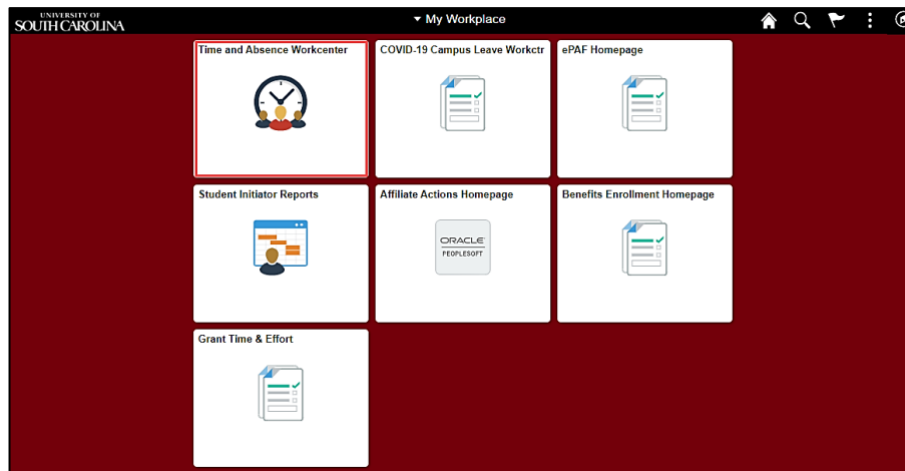 UNIVERSITY OF
SOUTH CAROLINA
My Workplace
Time and Absence Workcenter
COVID-19 Campus Leave Workctr
ePAF Homepage
Student Initiator Reports
Affiliate Actions Homepage
Benefits Enrollment Homepage
ORACLE
PEOPLESOFT
Grant Time & Effort